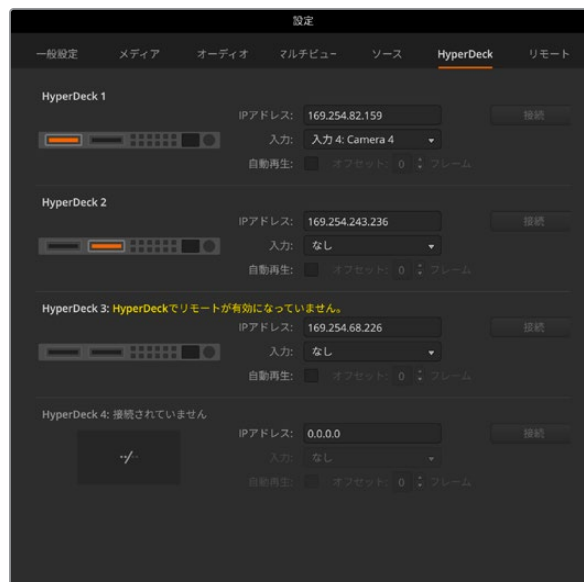 設定
一般設定 メディア オーディオ マルチビュー ソース HyperDeck リモート
HyperDeck 1
IPアドレス: 169.254.82.159 接続
入力: 入力 4: Camera 4
自動再生: オフセット: 0 フレーム
HyperDeck 2
IPアドレス: 169.254.243.236 接続
入力: なし
自動再生: オフセット: 0 フレーム
HyperDeck 3: HyperDeckでリモートが有効になっていません。
IPアドレス: 169.254.68.226 接続
入力: なし
自動再生: オフセット: 0 フレーム
HyperDeck 4: 接続されていません
IPアドレス: 0.0.0.0 接続
--/--
入力: なし
自動再生: オフセット: 0 フレーム